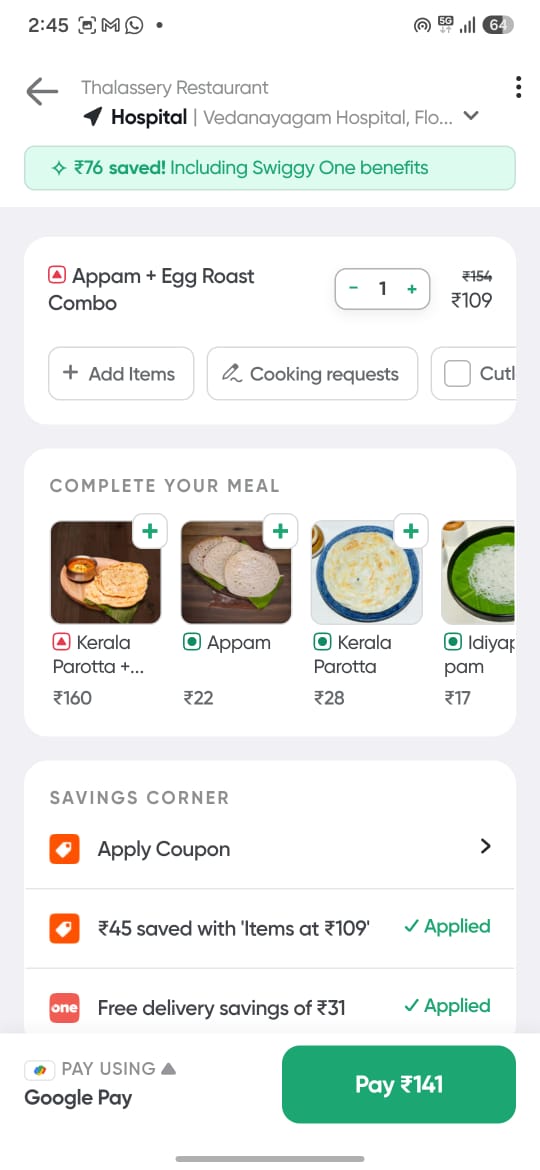 2:45
5G
64
Thalassery Restaurant
Hospital | Vedanayagam Hospital, Flo...
₹76 saved! Including Swiggy One benefits
Appam + Egg Roast
Combo
− 1 +
₹154
₹109
+ Add Items
Cooking requests
Cutl
COMPLETE YOUR MEAL
+ + +
Kerala
Parotta +...
₹160
Appam
₹22
Kerala
Parotta
₹28
Idiyap
pam
₹17
SAVINGS CORNER
Apply Coupon
₹45 saved with 'Items at ₹109'
✓ Applied
one
Free delivery savings of ₹31
✓ Applied
PAY USING
Google Pay
Pay ₹141